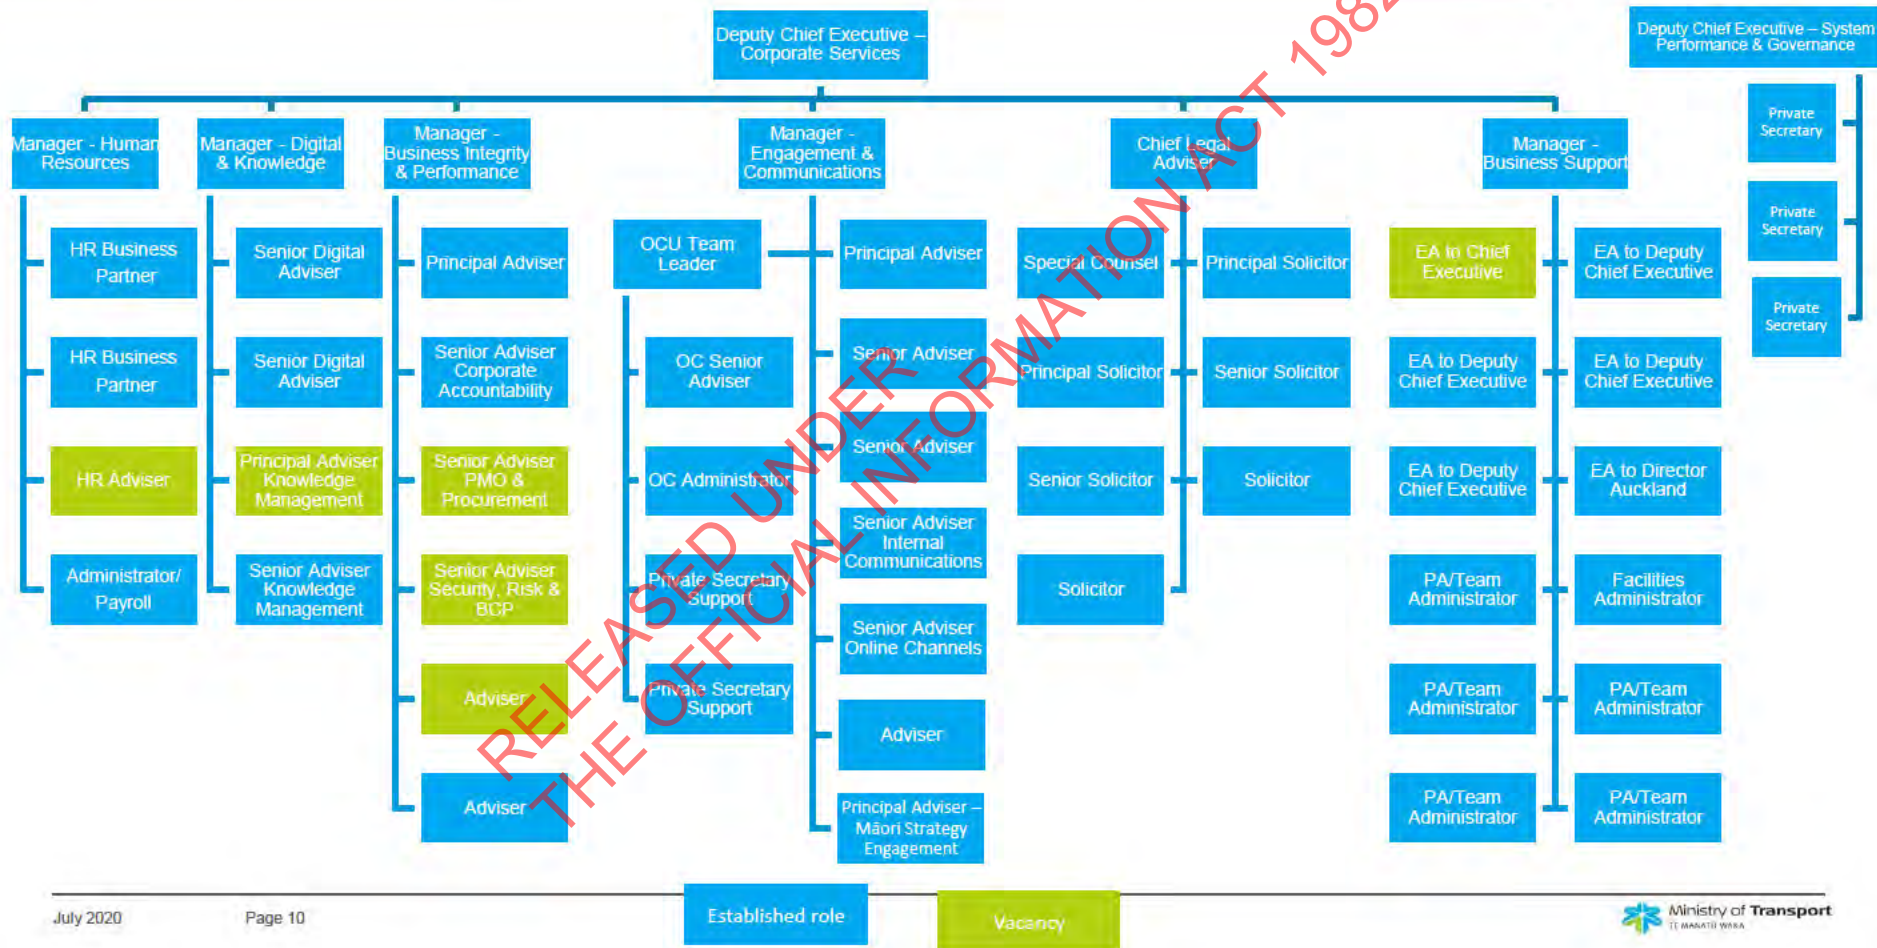 Deputy Chief Executive –
Corporate Services
Deputy Chief Executive – System
Performance & Governance
Private
Secretary
Private
Secretary
Private
Secretary
Manager - Human
Resources
HR Business
Partner
HR Business
Partner
HR Adviser
Administrator/
Payroll
Manager - Digital
& Knowledge
Senior Digital
Adviser
Senior Digital
Adviser
Principal Adviser
Knowledge
Management
Senior Adviser
Knowledge
Management
Manager -
Business Integrity
& Performance
Principal Adviser
Senior Adviser
Corporate
Accountability
Senior Adviser
PMO &
Procurement
Senior Adviser
Security, Risk &
BCP
Adviser
Adviser
Manager -
Engagement &
Communications
OCU Team
Leader
OC Senior
Adviser
OC Administrator
Private Secretary
Support
Private Secretary
Support
Principal Adviser
Senior Adviser
Senior Adviser
Senior Adviser
Internal
Communications
Senior Adviser
Online Channels
Adviser
Principal Adviser –
Māori Strategy
Engagement
Chief Legal
Adviser
Special Counsel
Principal Solicitor
Principal Solicitor
Senior Solicitor
Senior Solicitor
Solicitor
Solicitor
Manager -
Business Support
EA to Chief
Executive
EA to Deputy
Chief Executive
EA to Deputy
Chief Executive
EA to Deputy
Chief Executive
EA to Deputy
Chief Executive
EA to Director
Auckland
PA/Team
Administrator
Facilities
Administrator
PA/Team
Administrator
PA/Team
Administrator
PA/Team
Administrator
PA/Team
Administrator
RELEASED UNDER
THE OFFICIAL INFORMATION ACT 1982
July 2020
Page 10
Established role
Vacancy
Ministry of Transport
TE MANATŪ WAKA